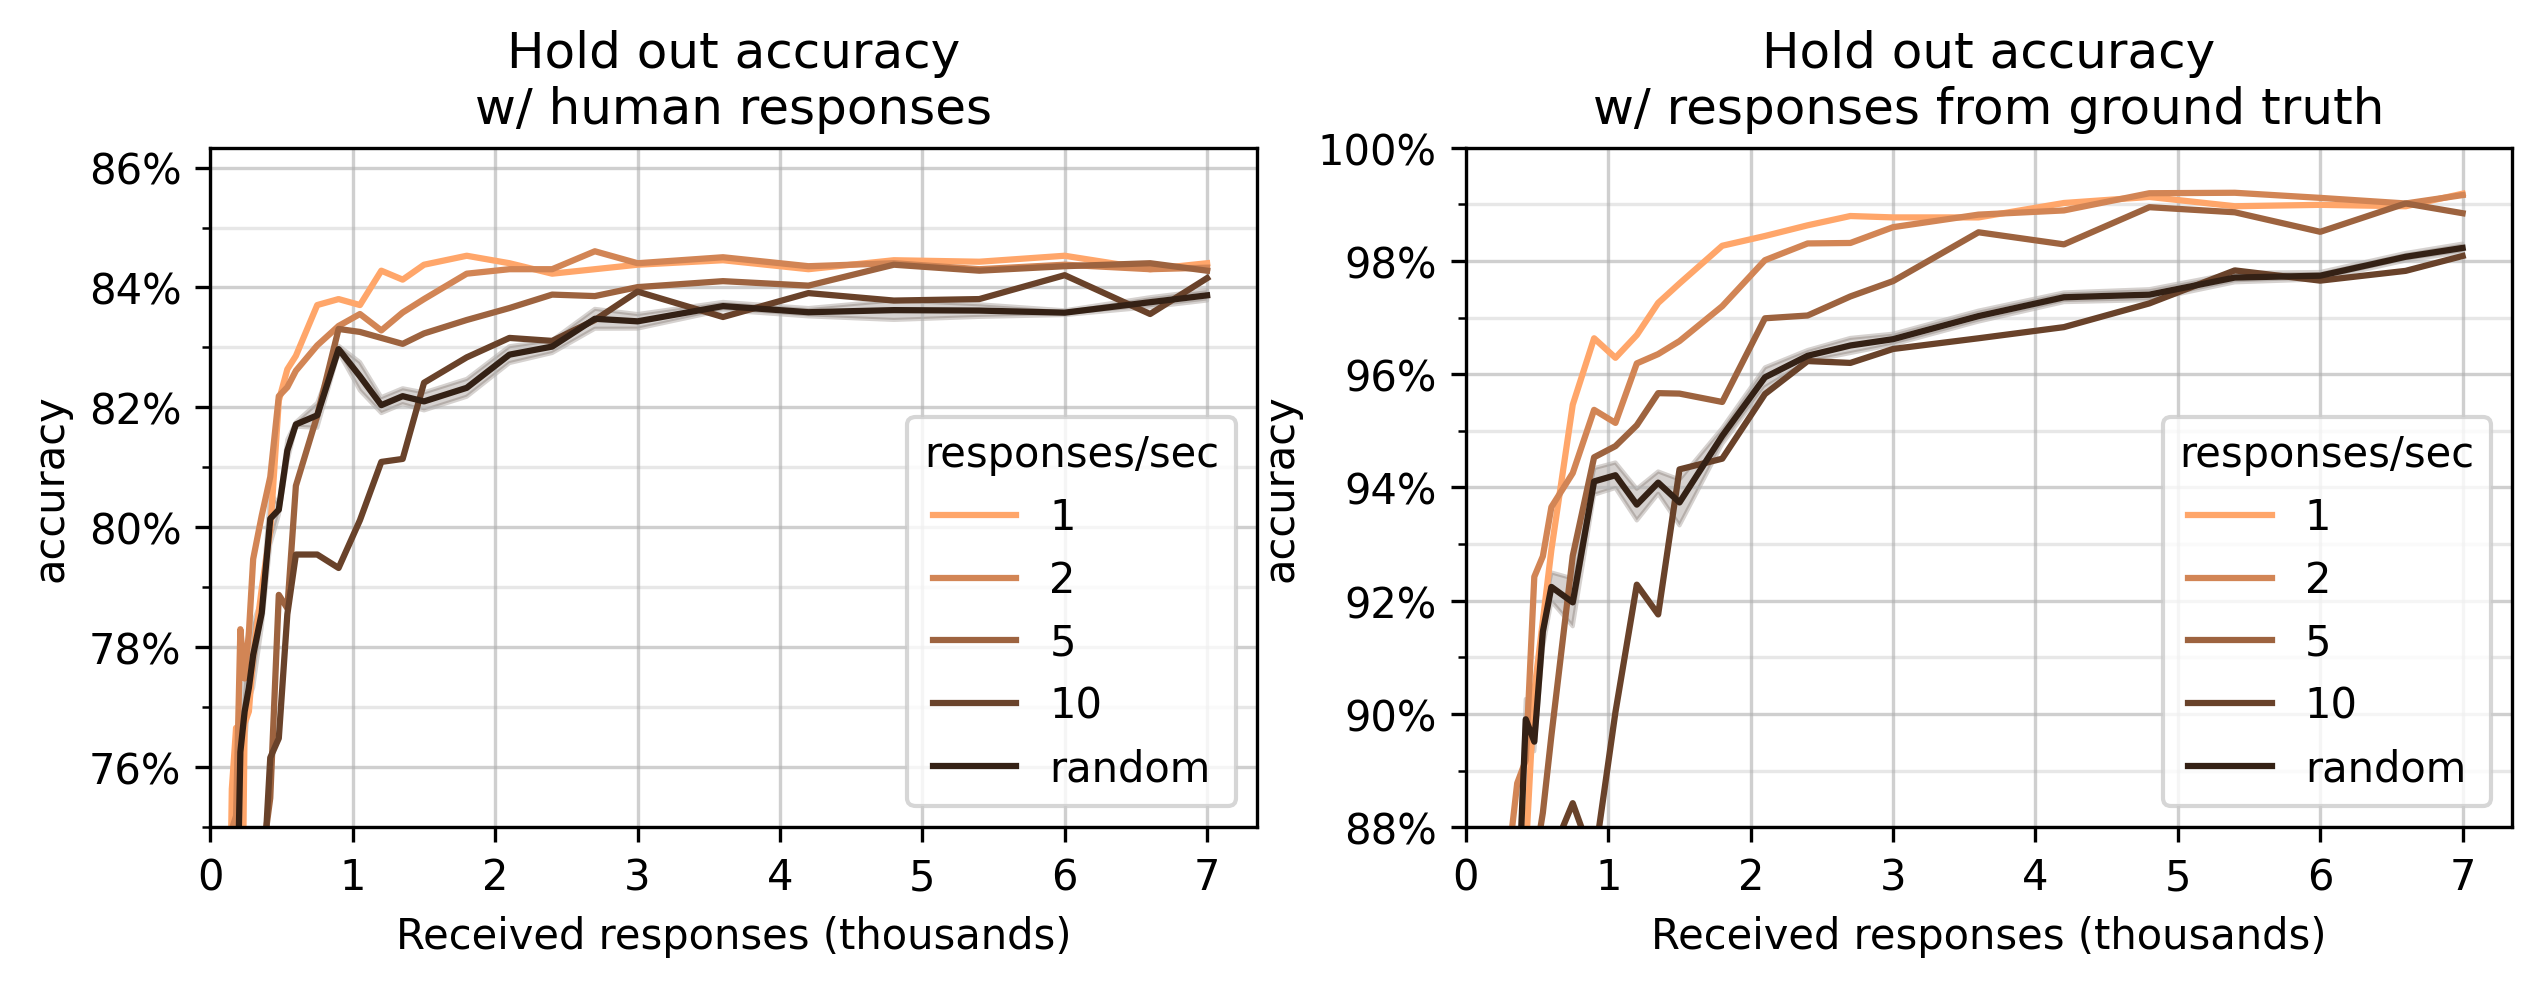 Hold out accuracy
w/ human responses
86%
84%
82%
80%
78%
76%
accuracy
0 1 2 3 4 5 6 7
Received responses (thousands)
responses/sec
1
2
5
10
random
Hold out accuracy
w/ responses from ground truth
100%
98%
96%
94%
92%
90%
88%
accuracy
0 1 2 3 4 5 6 7
Received responses (thousands)
responses/sec
1
2
5
10
random